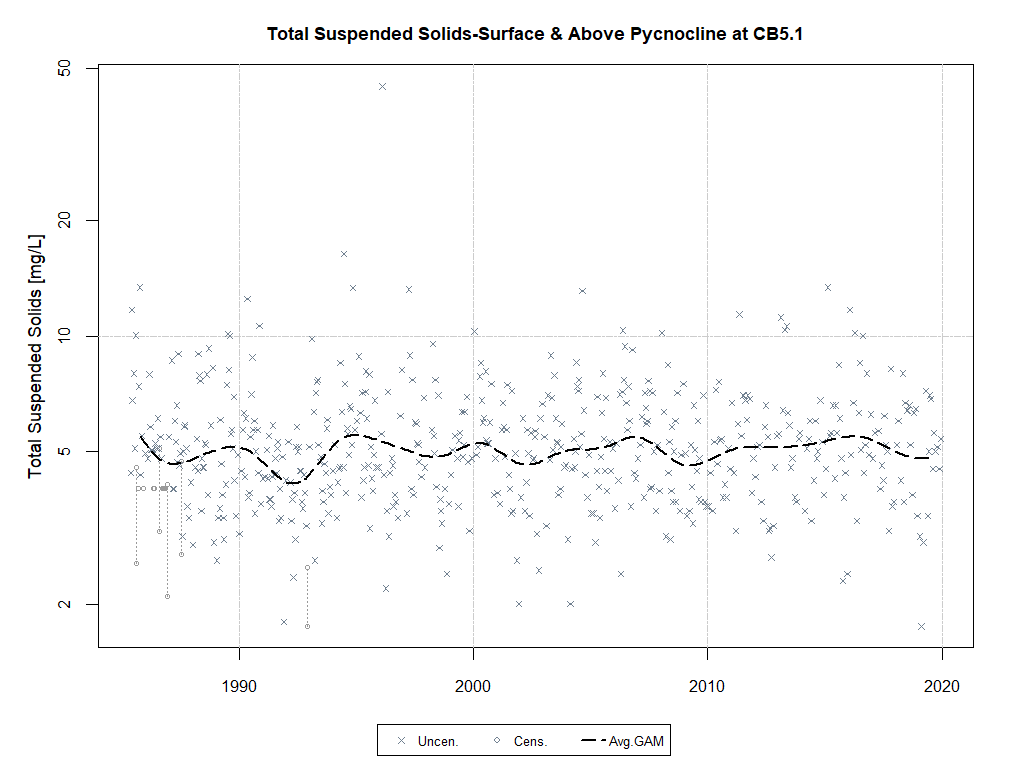 Total Suspended Solids-Surface & Above Pycnocline at CB5.1
Total Suspended Solids [mg/L]
50
20
10
5
2
1990 2000 2010 2020
Uncen. Cens. Avg.GAM